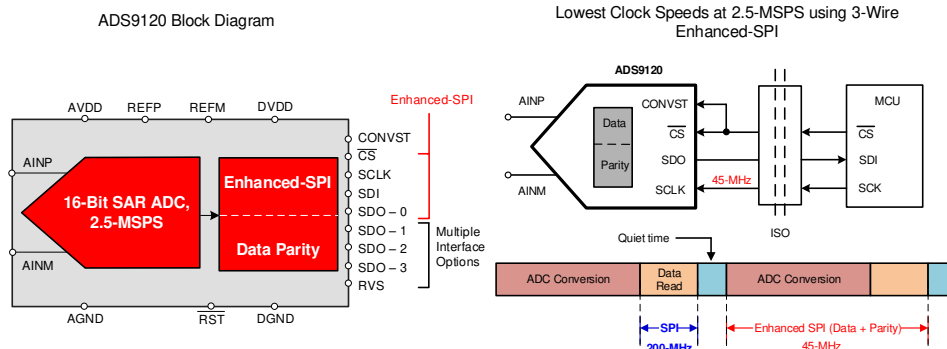 ADS9120 Block Diagram
AVDD
REFP
REFM
DVDD
Enhanced-SPI
AINP
AINM
16-Bit SAR ADC,
2.5-MSPS
Enhanced-SPI
Data Parity
CONVST
CS
SCLK
SDI
SDO – 0
SDO – 1
SDO – 2
SDO – 3
RVS
Multiple
Interface
Options
AGND
RST
DGND
Lowest Clock Speeds at 2.5-MSPS using 3-Wire
Enhanced-SPI
ADS9120
AINP
AINM
Data
Parity
CONVST
CS
SDO
SCLK
45-MHz
ISO
MCU
CS
SDI
SCK
Quiet time
ADC Conversion
Data
Read
ADC Conversion
SPI
200-MHz
Enhanced SPI (Data + Parity)
45-MHz